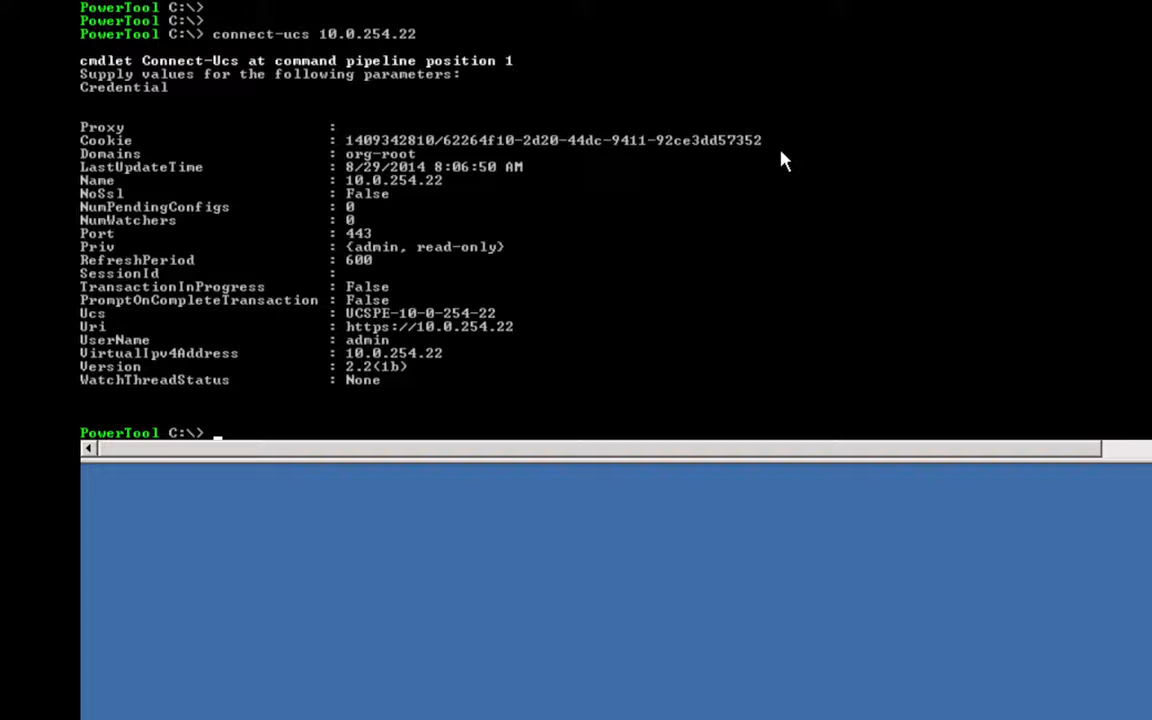 PowerTool C:\>
PowerTool C:\>
PowerTool C:\> connect-ucs 10.0.254.22
cmdlet Connect-Ucs at command pipeline position 1
Supply values for the following parameters:
Credential
Proxy :
Cookie : 1409342810/62264f10-2d20-44dc-9411-92ce3dd57352
Domains : org-root
LastUpdateTime : 8/29/2014 8:06:50 AM
Name : 10.0.254.22
NoSsl : False
NumPendingConfigs : 0
NumWatchers : 0
Port : 443
Priv : {admin, read-only}
RefreshPeriod : 600
SessionId :
TransactionInProgress : False
PromptOnCompleteTransaction : False
Ucs : UCSPE-10-0-254-22
Uri : https://10.0.254.22
UserName : admin
VirtualIpv4Address : 10.0.254.22
Version : 2.2(1b)
WatchThreadStatus : None
PowerTool C:\> _